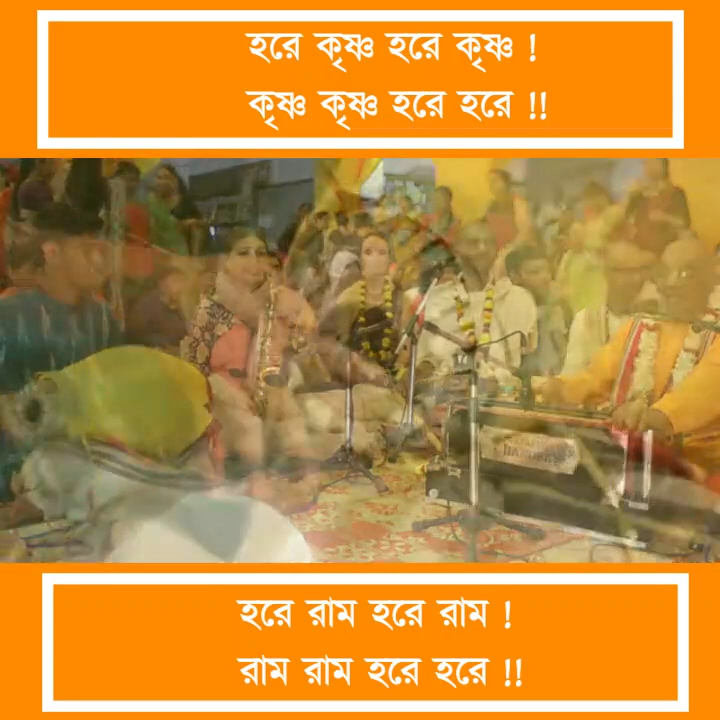 হরে কৃষ্ণ হরে কৃষ্ণ !
কৃষ্ণ কৃষ্ণ হরে হরে !!
হরে রাম হরে রাম !
রাম রাম হরে হরে !!